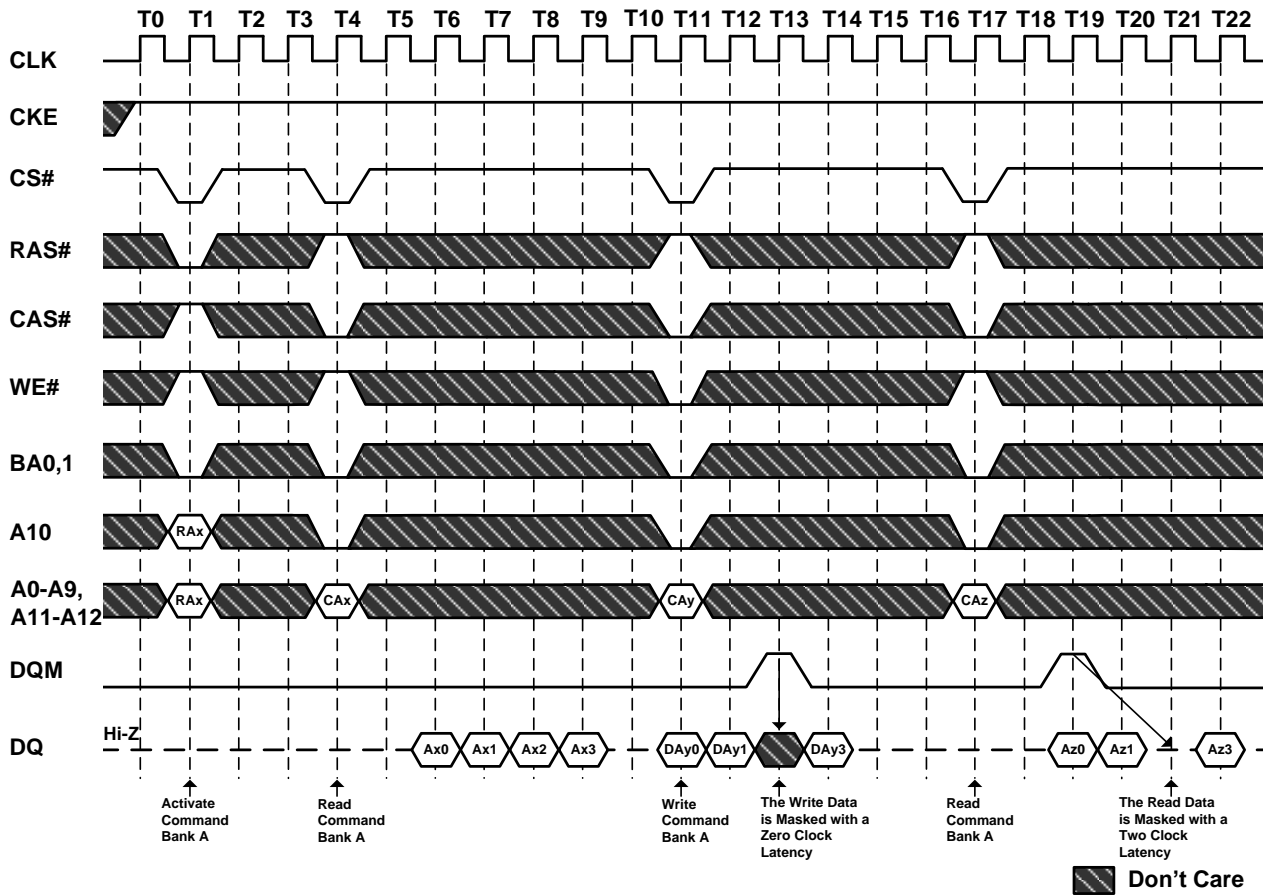 T0 T1 T2 T3 T4 T5 T6 T7 T8 T9 T10 T11 T12 T13 T14 T15 T16 T17 T18 T19 T20 T21 T22
CLK
CKE
CS#
RAS#
CAS#
WE#
BA0,1
A10
RAx
A0-A9,
A11-A12
RAx CAx CAy CAz
DQM
DQ
Hi-Z
Ax0 Ax1 Ax2 Ax3 DAy0 DAy1 DAy3 Az0 Az1 Az3
Activate
Command
Bank A
Read
Command
Bank A
Write
Command
Bank A
The Write Data
is Masked with a
Zero Clock
Latency
Read
Command
Bank A
The Read Data
is Masked with a
Two Clock
Latency
Don't Care